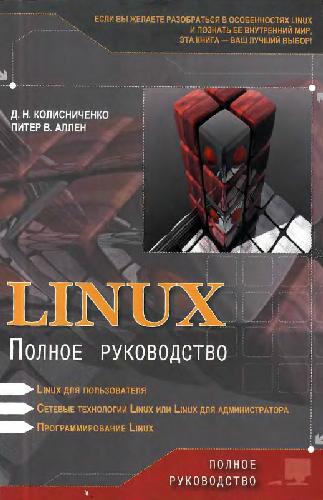 ЕСЛИ ВЫ ЖЕЛАЕТЕ РАЗОБРАТЬСЯ В ОСОБЕННОСТЯХ LINUX
И ПОЗНАТЬ ЕЕ ВНУТРЕННИЙ МИР,
ЭТА КНИГА — ВАШ ЛУЧШИЙ ВЫБОР!
Д. Н. КОЛИСНИЧЕНКО
ПИТЕР В. АЛЛЕН
LINUX
ПОЛНОЕ РУКОВОДСТВО
LINUX ДЛЯ ПОЛЬЗОВАТЕЛЯ
СЕТЕВЫЕ ТЕХНОЛОГИИ LINUX ИЛИ LINUX ДЛЯ АДМИНИСТРАТОРА
ПРОГРАММИРОВАНИЕ LINUX
ПОЛНОЕ
РУКОВОДСТВО